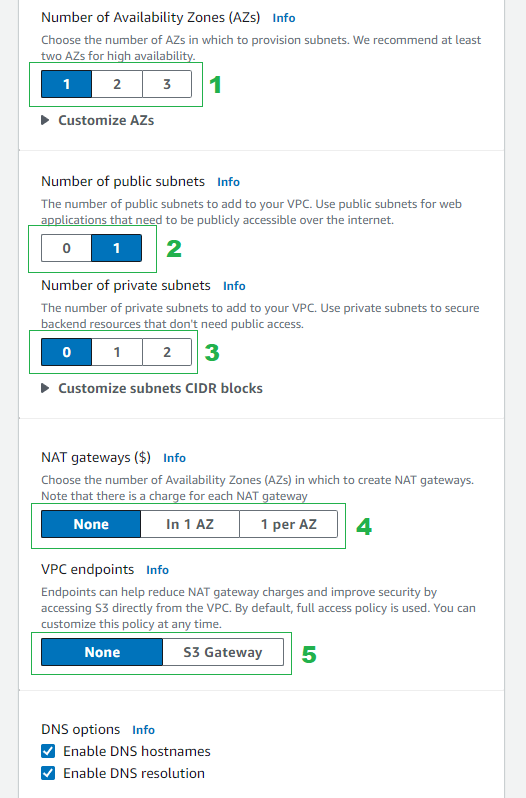 Number of Availability Zones (AZs) Info
Choose the number of AZs in which to provision subnets. We recommend at least
two AZs for high availability.
1 2 3 1
Customize AZs
Number of public subnets Info
The number of public subnets to add to your VPC. Use public subnets for web
applications that need to be publicly accessible over the internet.
0 1 2
Number of private subnets Info
The number of private subnets to add to your VPC. Use private subnets to secure
backend resources that don't need public access.
0 1 2 3
Customize subnets CIDR blocks
NAT gateways ($) Info
Choose the number of Availability Zones (AZs) in which to create NAT gateways.
Note that there is a charge for each NAT gateway
None In 1 AZ 1 per AZ 4
VPC endpoints Info
Endpoints can help reduce NAT gateway charges and improve security by
accessing S3 directly from the VPC. By default, full access policy is used. You can
customize this policy at any time.
None S3 Gateway 5
DNS options Info
Enable DNS hostnames
Enable DNS resolution